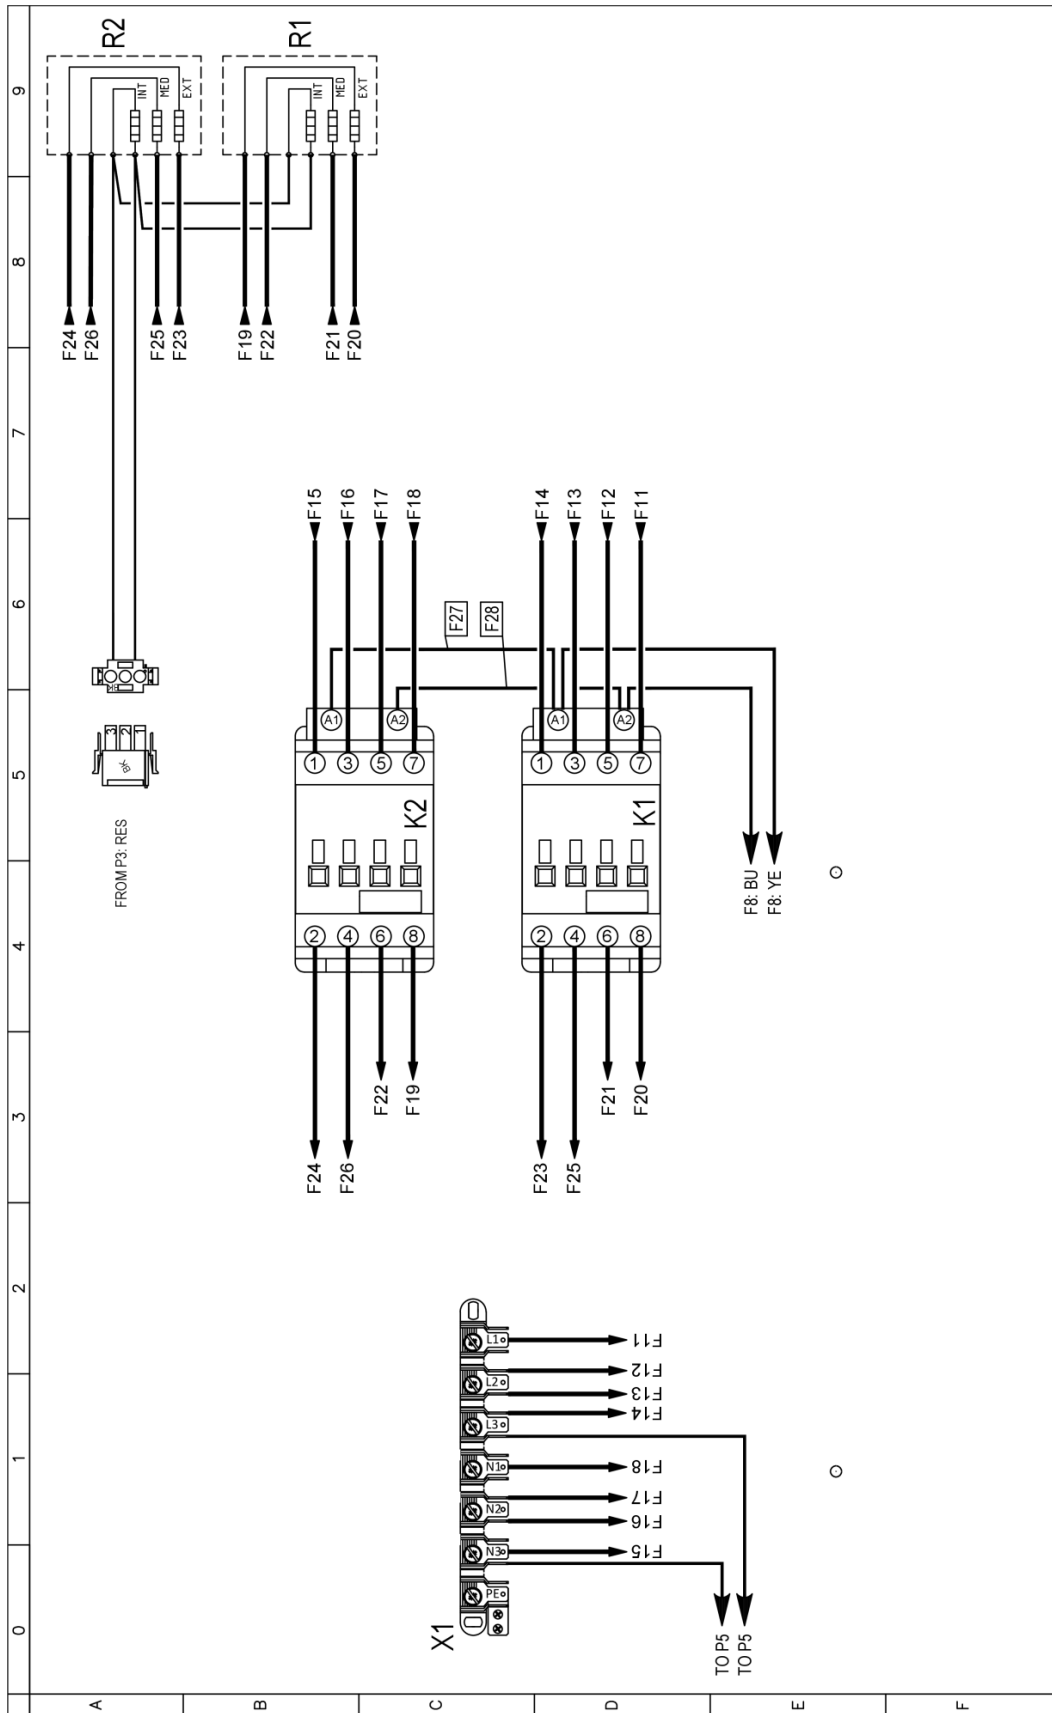 9
8
7
6
5
4
3
2
1
0
A
B
C
D
E
F
R2
INT
MED
EXT
F24
F26
F25
F23
R1
INT
MED
EXT
F19
F22
F21
F20
3
2
1
BK
FROM P3: RES
F15
F16
F17
F18
F27
F28
A1
A2
1
3
5
7
K2
2
4
6
8
F24
F26
F22
F19
F14
F13
F12
F11
A1
A2
1
3
5
7
K1
2
4
6
8
F23
F25
F21
F20
F8: BU
F8: YE
X1
L1
L2
L3
N1
N2
N3
PE
F11
F12
F13
F14
F18
F17
F16
F15
TO P5
TO P5